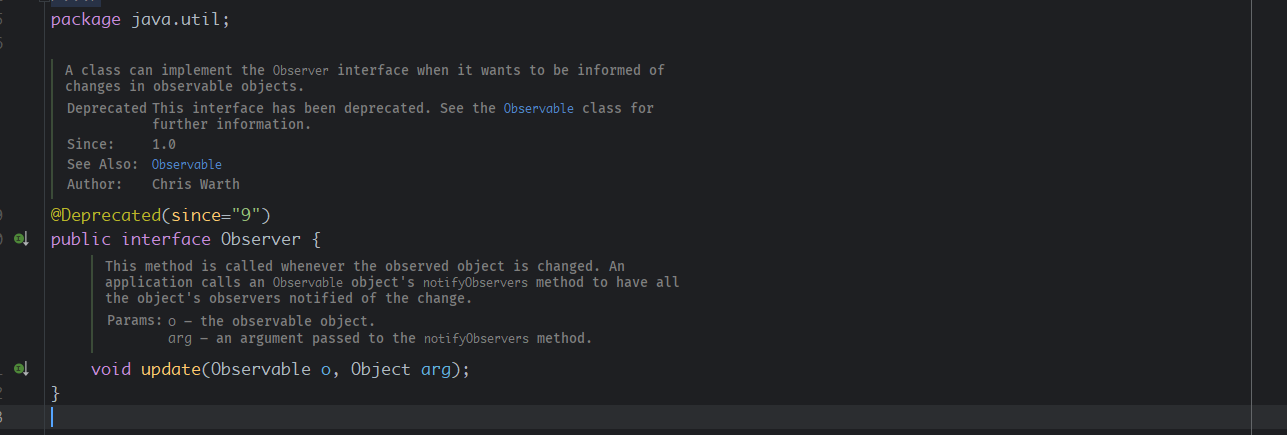 package java.util;
A class can implement the Observer interface when it wants to be informed of
changes in observable objects.
Deprecated This interface has been deprecated. See the Observable class for
further information.
Since: 1.0
See Also: Observable
Author: Chris Warth
@Deprecated(since="9")
public interface Observer {
This method is called whenever the observed object is changed. An
application calls an Observable object's notifyObservers method to have all
the object's observers notified of the change.
Params: o – the observable object.
arg – an argument passed to the notifyObservers method.
void update(Observable o, Object arg);
}